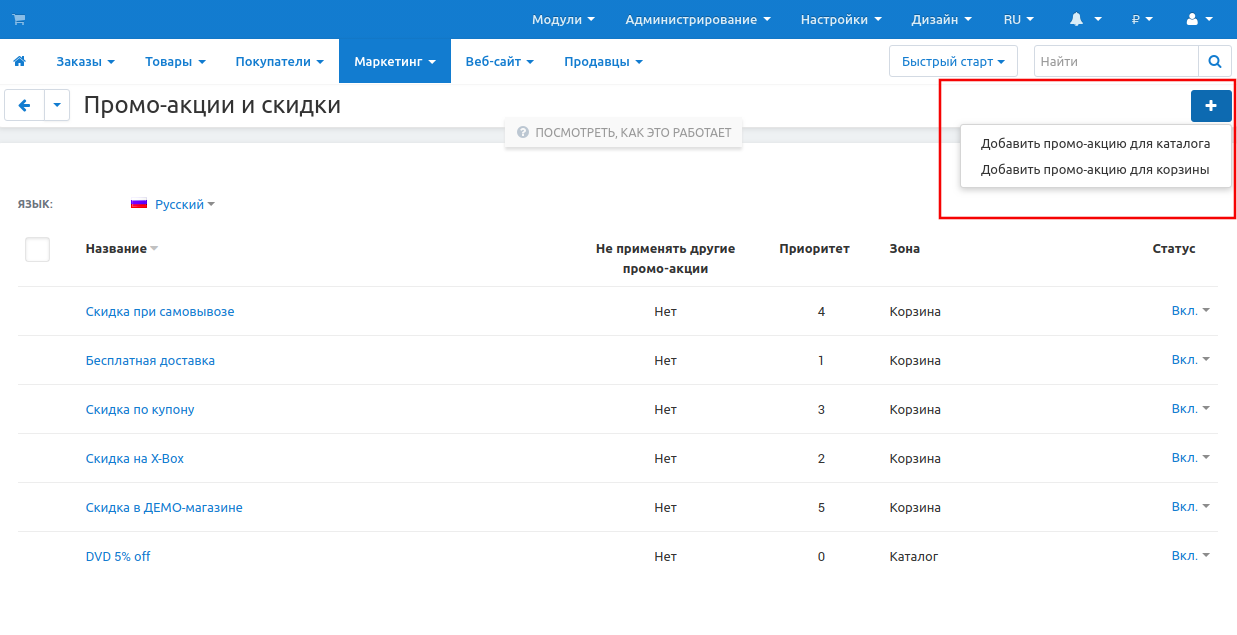 Модули Администрирование Настройки Дизайн RU ₽
Заказы Товары Покупатели Маркетинг Веб-сайт Продавцы Быстрый старт Найти
Промо-акции и скидки
? ПОСМОТРЕТЬ, КАК ЭТО РАБОТАЕТ
Добавить промо-акцию для каталога
Добавить промо-акцию для корзины
ЯЗЫК: Русский
Название Не применять другие промо-акции Приоритет Зона Статус
Скидка при самовывозе Нет 4 Корзина Вкл.
Бесплатная доставка Нет 1 Корзина Вкл.
Скидка по купону Нет 3 Корзина Вкл.
Скидка на X-Box Нет 2 Корзина Вкл.
Скидка в ДЕМО-магазине Нет 5 Корзина Вкл.
DVD 5% off Нет 0 Каталог Вкл.